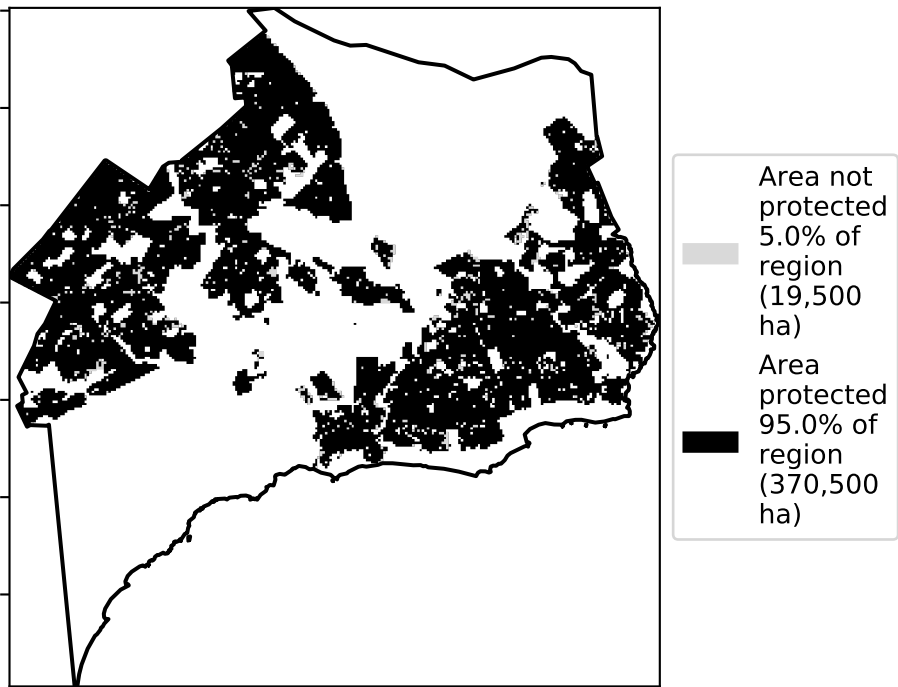 Area not
protected
5.0% of
region
(19,500
ha)
Area
protected
95.0% of
region
(370,500
ha)